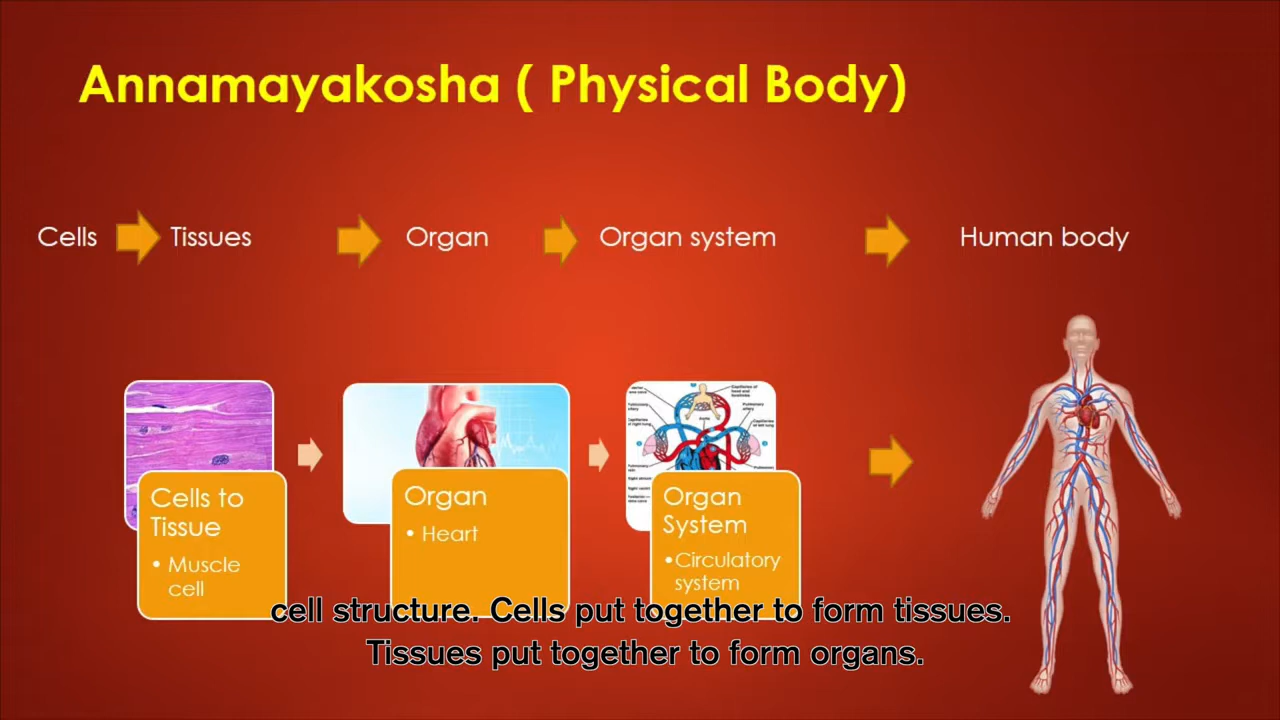 Annamayakosha ( Physical Body)
Cells Tissues Organ Organ system Human body
Cells to
Tissue
• Muscle
cell
Organ
• Heart
Organ
System
•Circulatory
system
cell structure. Cells put together to form tissues.
Tissues put together to form organs.